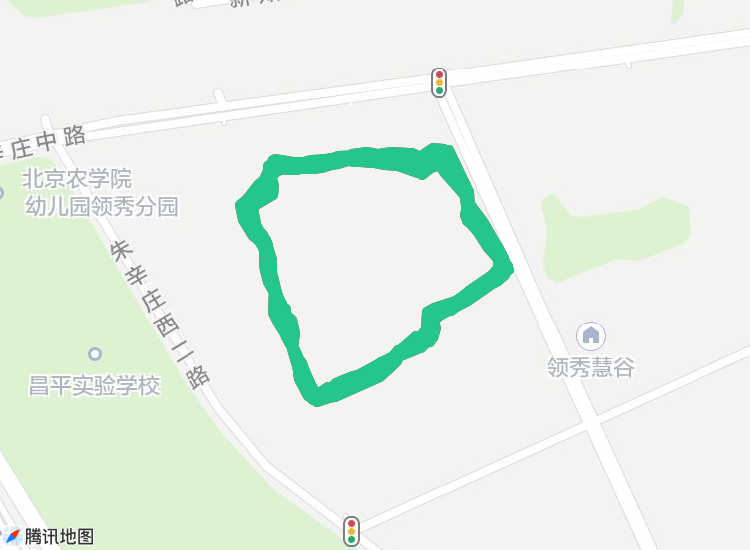 辛庄中路
北京农学院
幼儿园领秀分园
朱辛庄西二路
领秀慧谷
昌平实验学校
腾讯地图